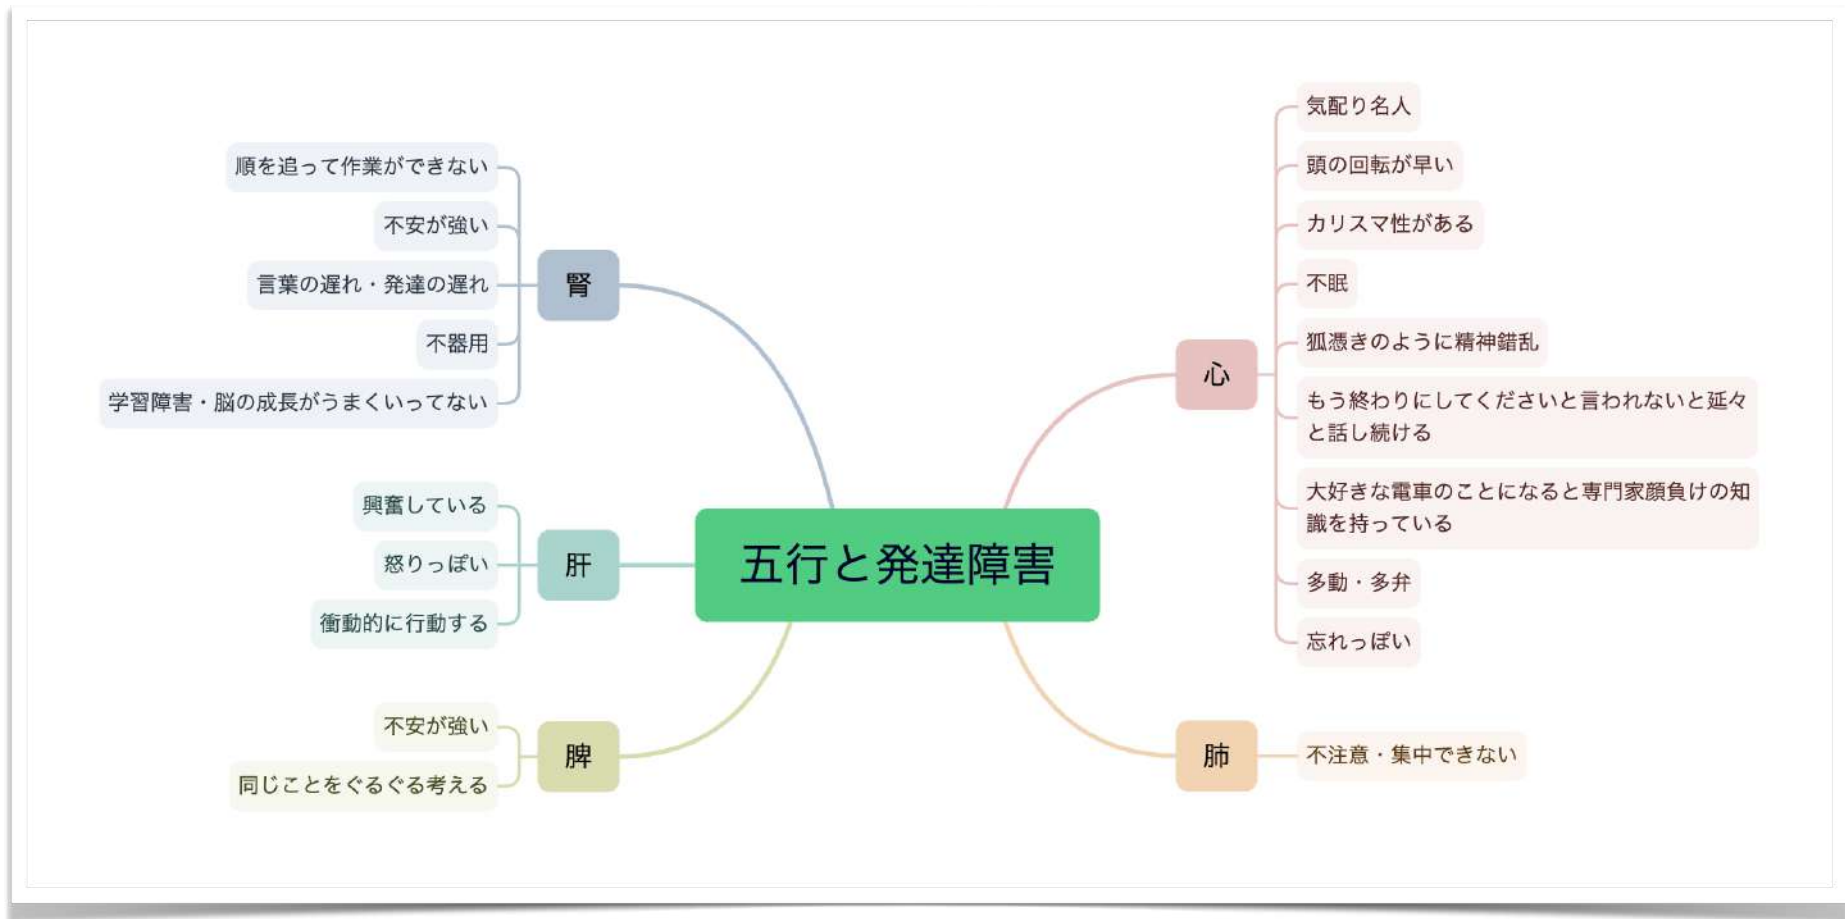 五行と発達障害
腎
順を追って作業ができない
不安が強い
言葉の遅れ・発達の遅れ
不器用
学習障害・脳の成長がうまくいってない
肝
興奮している
怒りっぽい
衝動的に行動する
脾
不安が強い
同じことをぐるぐる考える
心
気配り名人
頭の回転が早い
カリスマ性がある
不眠
狐憑きのように精神錯乱
もう終わりにしてくださいと言われないと延々
と話し続ける
大好きな電車のことになると専門家顔負けの知
識を持っている
多動・多弁
忘れっぽい
肺
不注意・集中できない